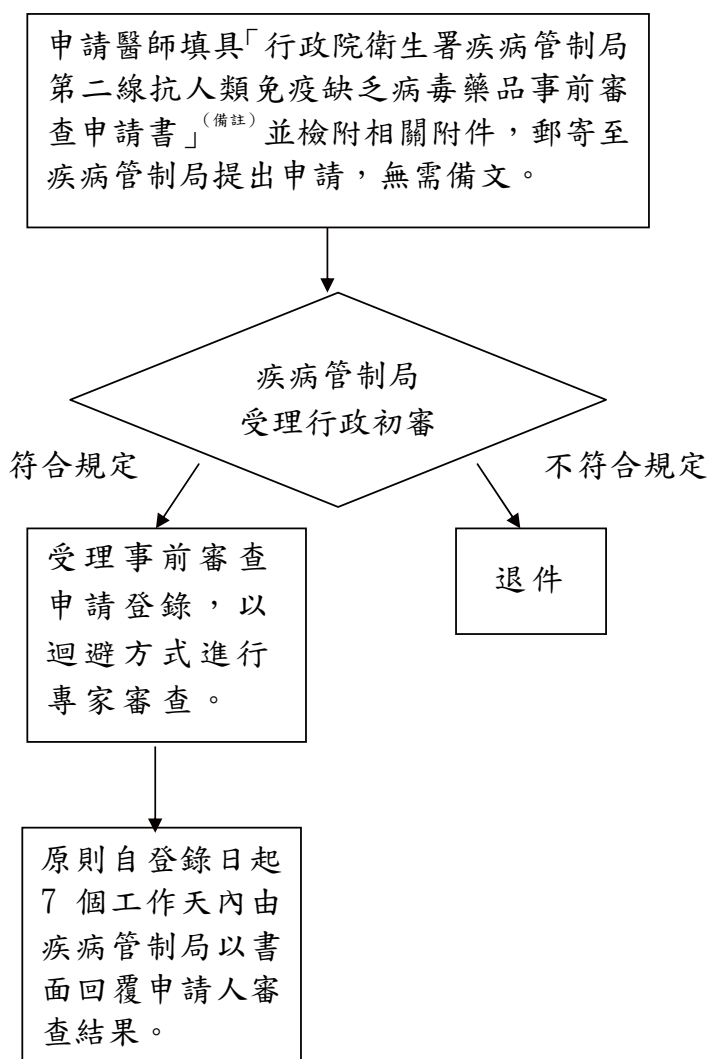 申請醫師填具「行政院衛生署疾病管制局
第二線抗人類免疫缺乏病毒藥品事前審
查申請書」(備註)並檢附相關附件，郵寄至
疾病管制局提出申請，無需備文。
疾病管制局
受理行政初審
符合規定
不符合規定
受理事前審查
申請登錄，以
迴避方式進行
專家審查。
退件
原則自登錄日起
7 個工作天內由
疾病管制局以書
面回覆申請人審
查結果。